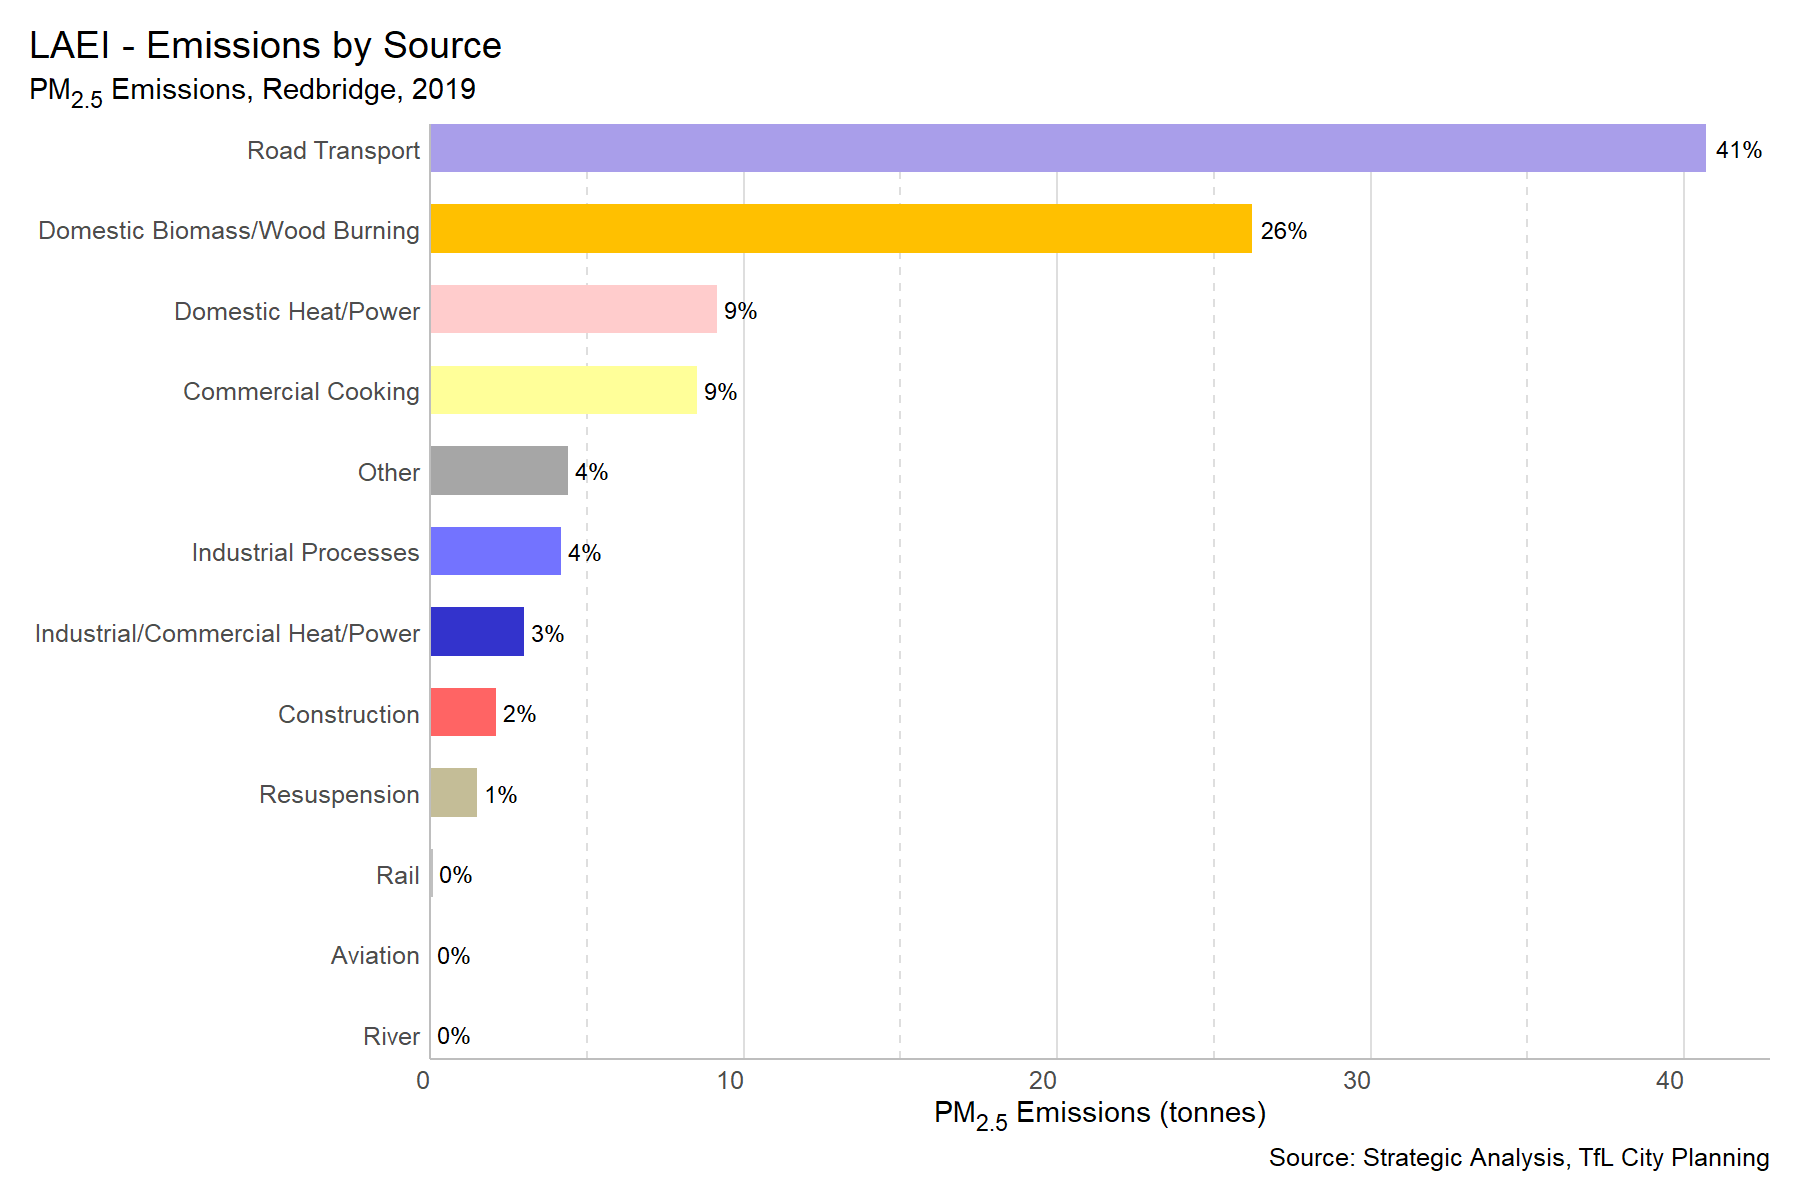 LAEI - Emissions by Source
PM2.5 Emissions, Redbridge, 2019
Road Transport 41%
Domestic Biomass/Wood Burning 26%
Domestic Heat/Power 9%
Commercial Cooking 9%
Other 4%
Industrial Processes 4%
Industrial/Commercial Heat/Power 3%
Construction 2%
Resuspension 1%
Rail 0%
Aviation 0%
River 0%
0 10 20 30 40
PM2.5 Emissions (tonnes)
Source: Strategic Analysis, TfL City Planning